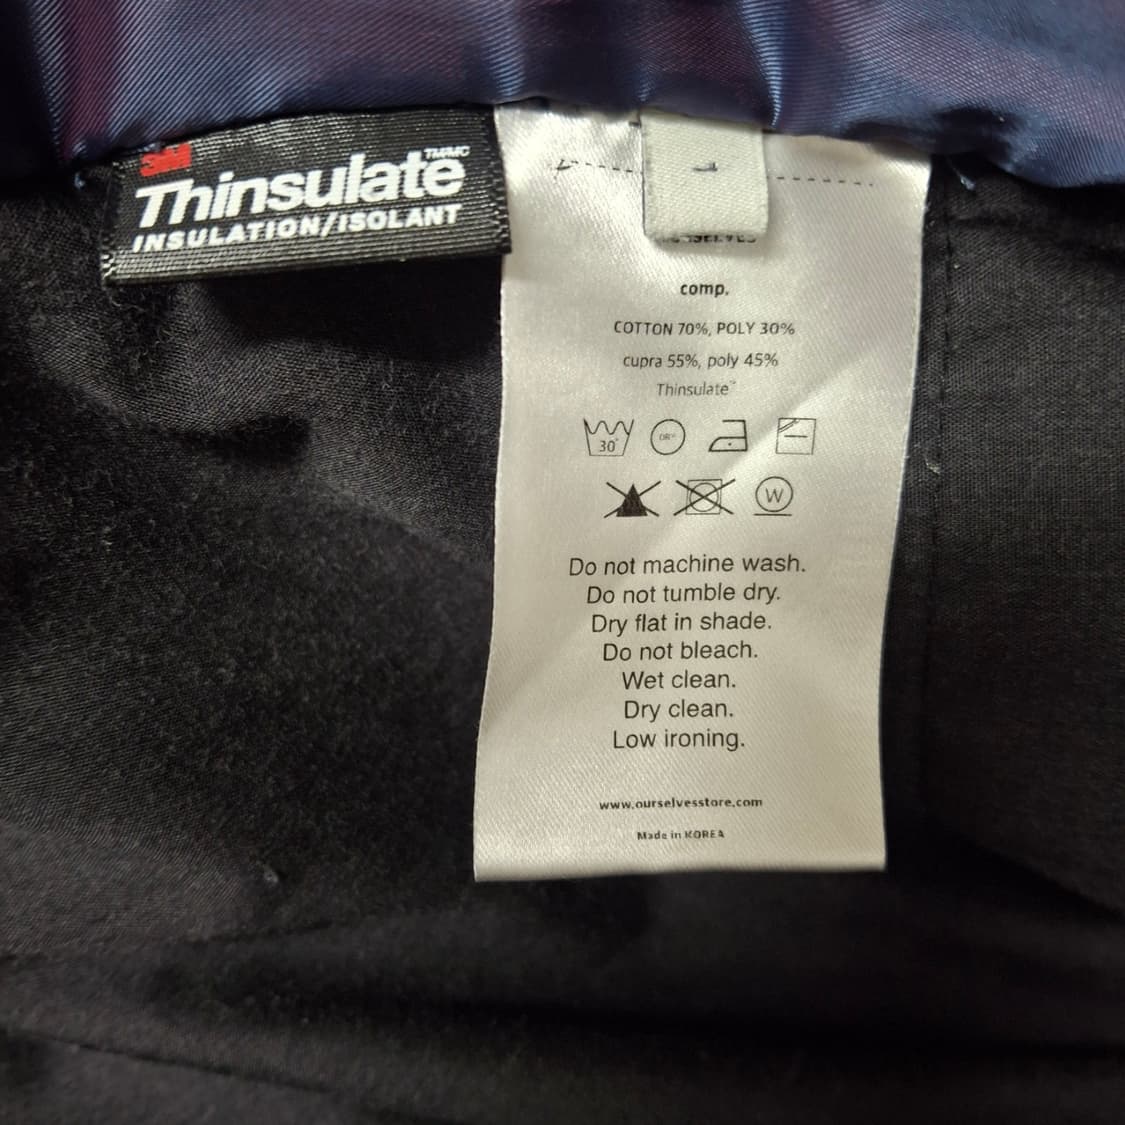 3M
Thinsulate TM/MC
INSULATION/ISOLANT
comp.
COTTON 70%, POLY 30%
cupra 55%, poly 45%
Thinsulate™
30°
DRY
W
Do not machine wash.
Do not tumble dry.
Dry flat in shade.
Do not bleach.
Wet clean.
Dry clean.
Low ironing.
www.ourselvesstore.com
Made in KOREA